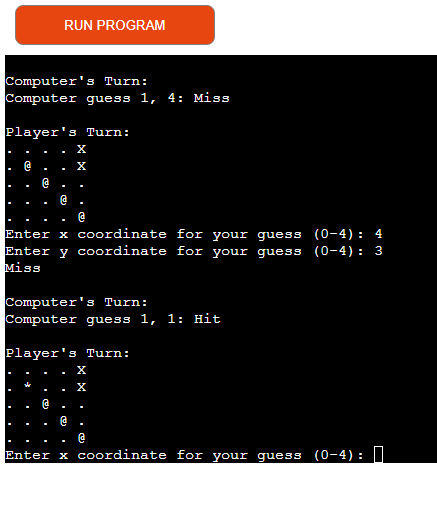 RUN PROGRAM
Computer's Turn:
Computer guess 1, 4: Miss
Player's Turn:
. . . . X
. @ . . X
. . @ . .
. . . @ .
. . . . @
Enter x coordinate for your guess (0-4): 4
Enter y coordinate for your guess (0-4): 3
Miss
Computer's Turn:
Computer guess 1, 1: Hit
Player's Turn:
. . . . X
. * . . X
. . @ . .
. . . @ .
. . . . @
Enter x coordinate for your guess (0-4):